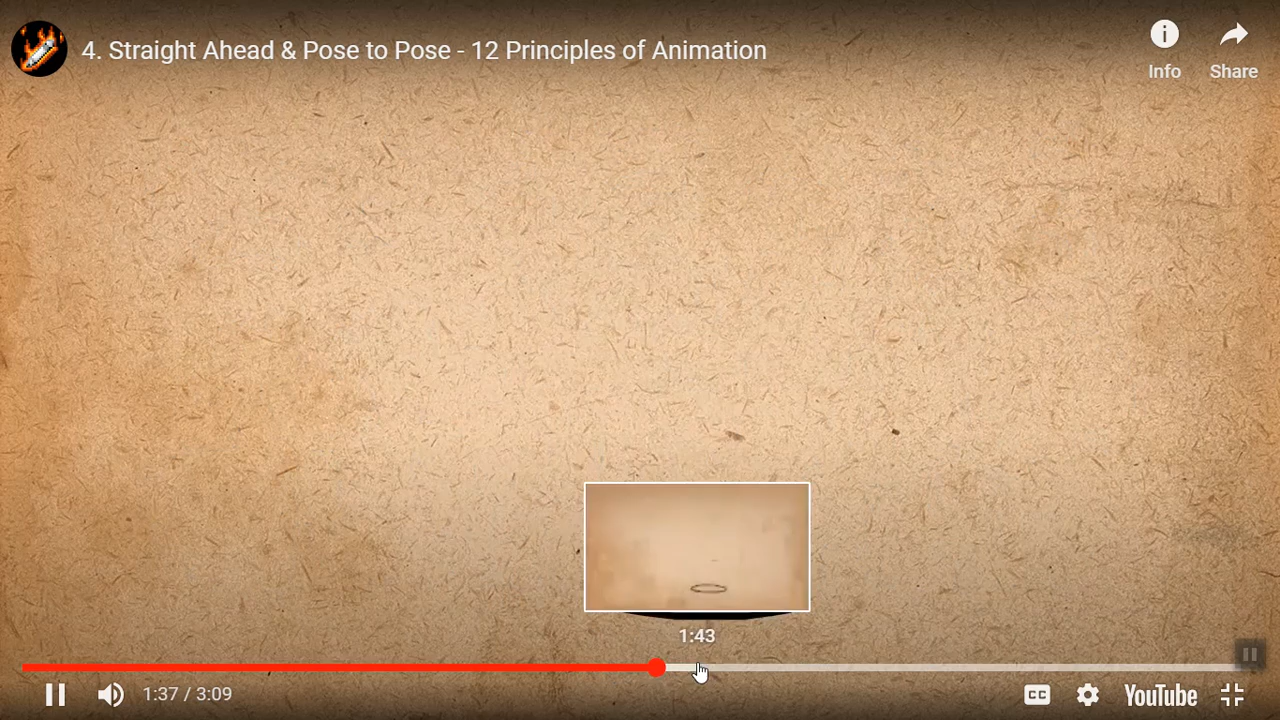 4. Straight Ahead & Pose to Pose - 12 Principles of Animation
Info
Share
1:43
1:37 / 3:09
CC
YouTube